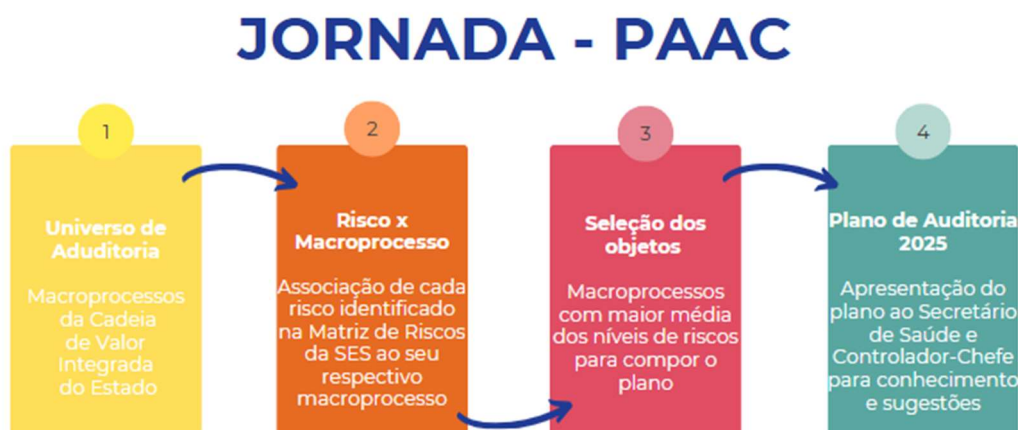 JORNADA - PAAC
1
Universo de
Aduditoria
Macroprocessos
da Cadeia
de Valor
Integrada
do Estado
2
Risco x
Macroprocesso
Associação de cada
risco identificado
na Matriz de Riscos
da SES ao seu
respectivo
macroprocesso
3
Seleção dos
objetos
Macroprocessos
com maior média
dos níveis de riscos
para compor o
plano
4
Plano de Auditoria
2025
Apresentação do
plano ao Secretário
de Saúde e
Controlador-Chefe
para conhecimento
e sugestões